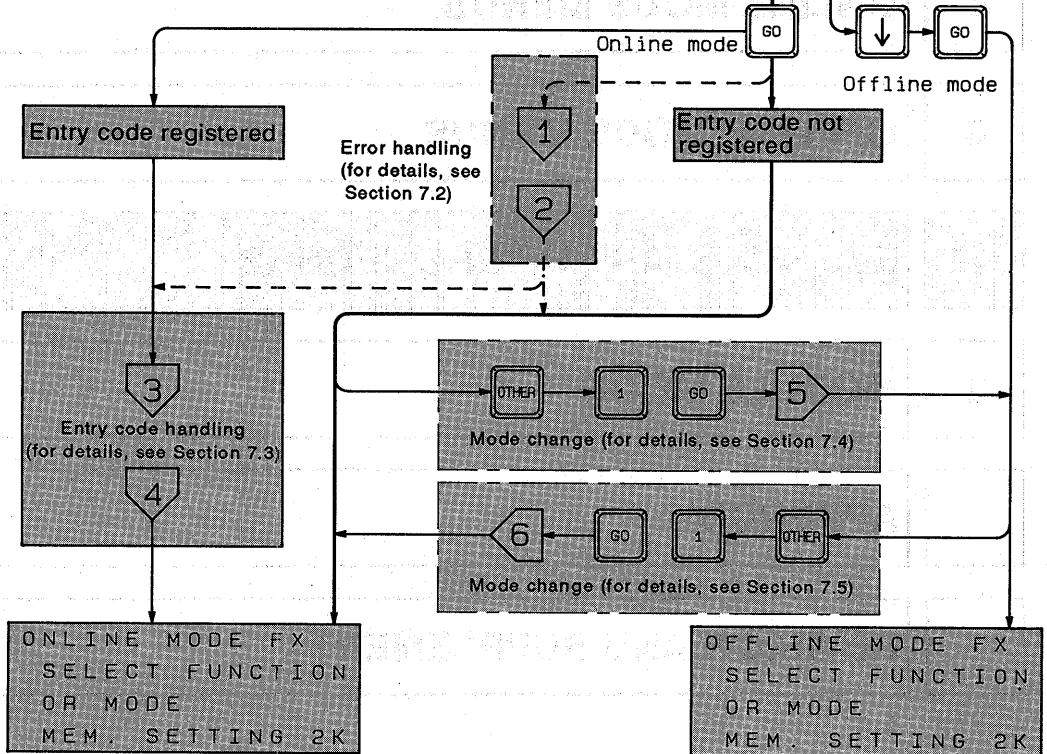 GO
↓
GO
Online mode
Offline mode
Entry code registered
1
Entry code not
registered
Error handling
(for details, see
Section 7.2)
2
3
OTHER
1
GO
5
Entry code handling
Mode change (for details, see Section 7.4)
(for details, see Section 7.3)
4
6
GO
1
OTHER
Mode change (for details, see Section 7.5)
ONLINE MODE FX
SELECT FUNCTION
OR MODE
MEM. SETTING 2K
OFFLINE MODE FX
SELECT FUNCTION
OR MODE
MEM. SETTING 2K